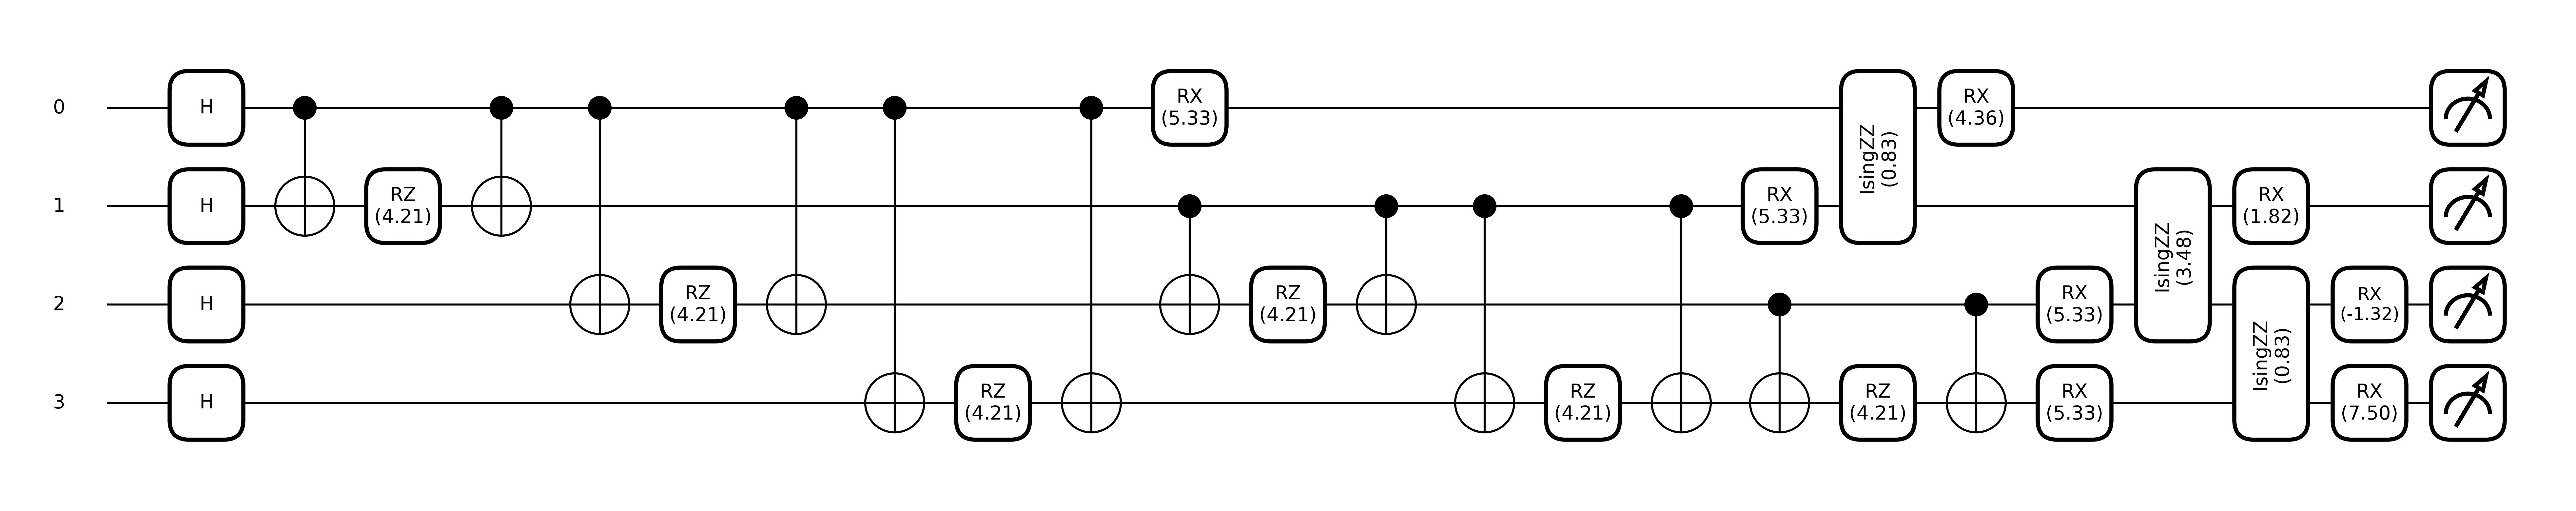 0
H
RX
(5.33)
IsingZZ
(0.83)
RX
(4.36)
1
H
RZ
(4.21)
RX
(5.33)
IsingZZ
(3.48)
RX
(1.82)
2
H
RZ
(4.21)
RZ
(4.21)
RX
(5.33)
IsingZZ
(0.83)
RX
(-1.32)
3
H
RZ
(4.21)
RZ
(4.21)
RZ
(4.21)
RX
(5.33)
RX
(7.50)